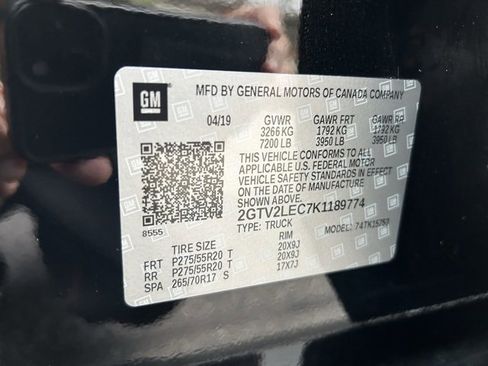 GM
MFD BY GENERAL MOTORS OF CANADA COMPANY
04/19 GVWR GAWR FRT GAWR RR
3266 KG 1792 KG 1792 KG
7200 LB 3950 LB 3950 LB
THIS VEHICLE CONFORMS TO ALL
APPLICABLE U.S. FEDERAL MOTOR
VEHICLE SAFETY STANDARDS IN EFFECT
ON THE DATE OF MANUFACTURE
SHOWN ABOVE.
2GTV2LEC7K1189774
8555 TYPE: TRUCK MODEL: 74TK15753
TIRE SIZE RIM
FRT P275/55R20 T 20X9J
RR P275/55R20 T 20X9J
SPA 265/70R17 S 17X7J